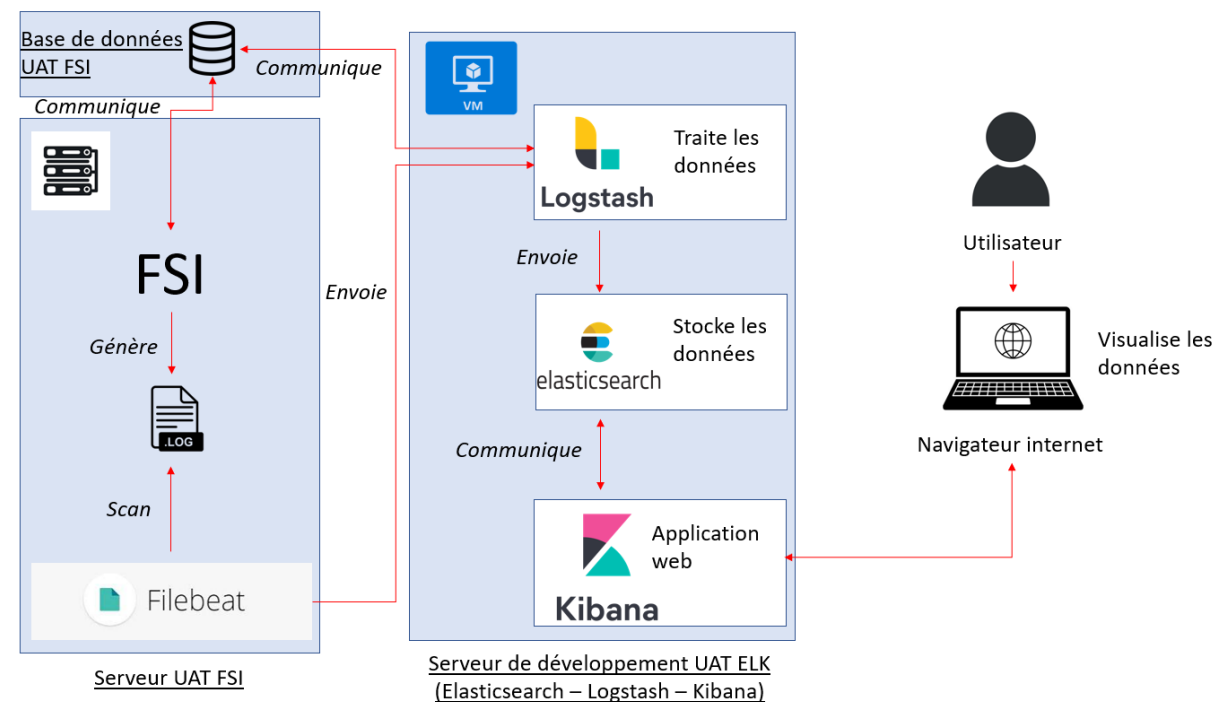 Base de données
UAT FSI
Communique
Communique
FSI
Génère
.LOG
Scan
Filebeat
Serveur UAT FSI
Envoie
VM
Traite les
données
Logstash
Envoie
Stocke les
données
elasticsearch
Communique
Application
web
Kibana
Serveur de développement UAT ELK
(Elasticsearch – Logstash – Kibana)
Utilisateur
Visualise les
données
Navigateur internet